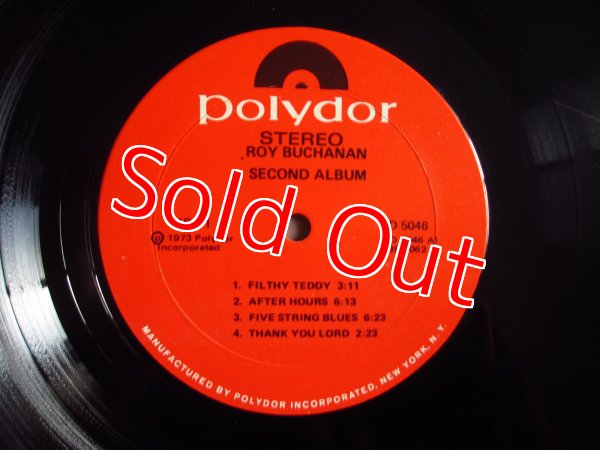 polydor
STEREO
ROY BUCHANAN
SECOND ALBUM
Sold Out
5046
℗ 1973
Incorporated
1. FILTHY TEDDY 3:11
2. AFTER HOURS 6:13
3. FIVE STRING BLUES 6:23
4. THANK YOU LORD 2:23
MANUFACTURED BY POLYDOR INCORPORATED, NEW YORK, N. Y.